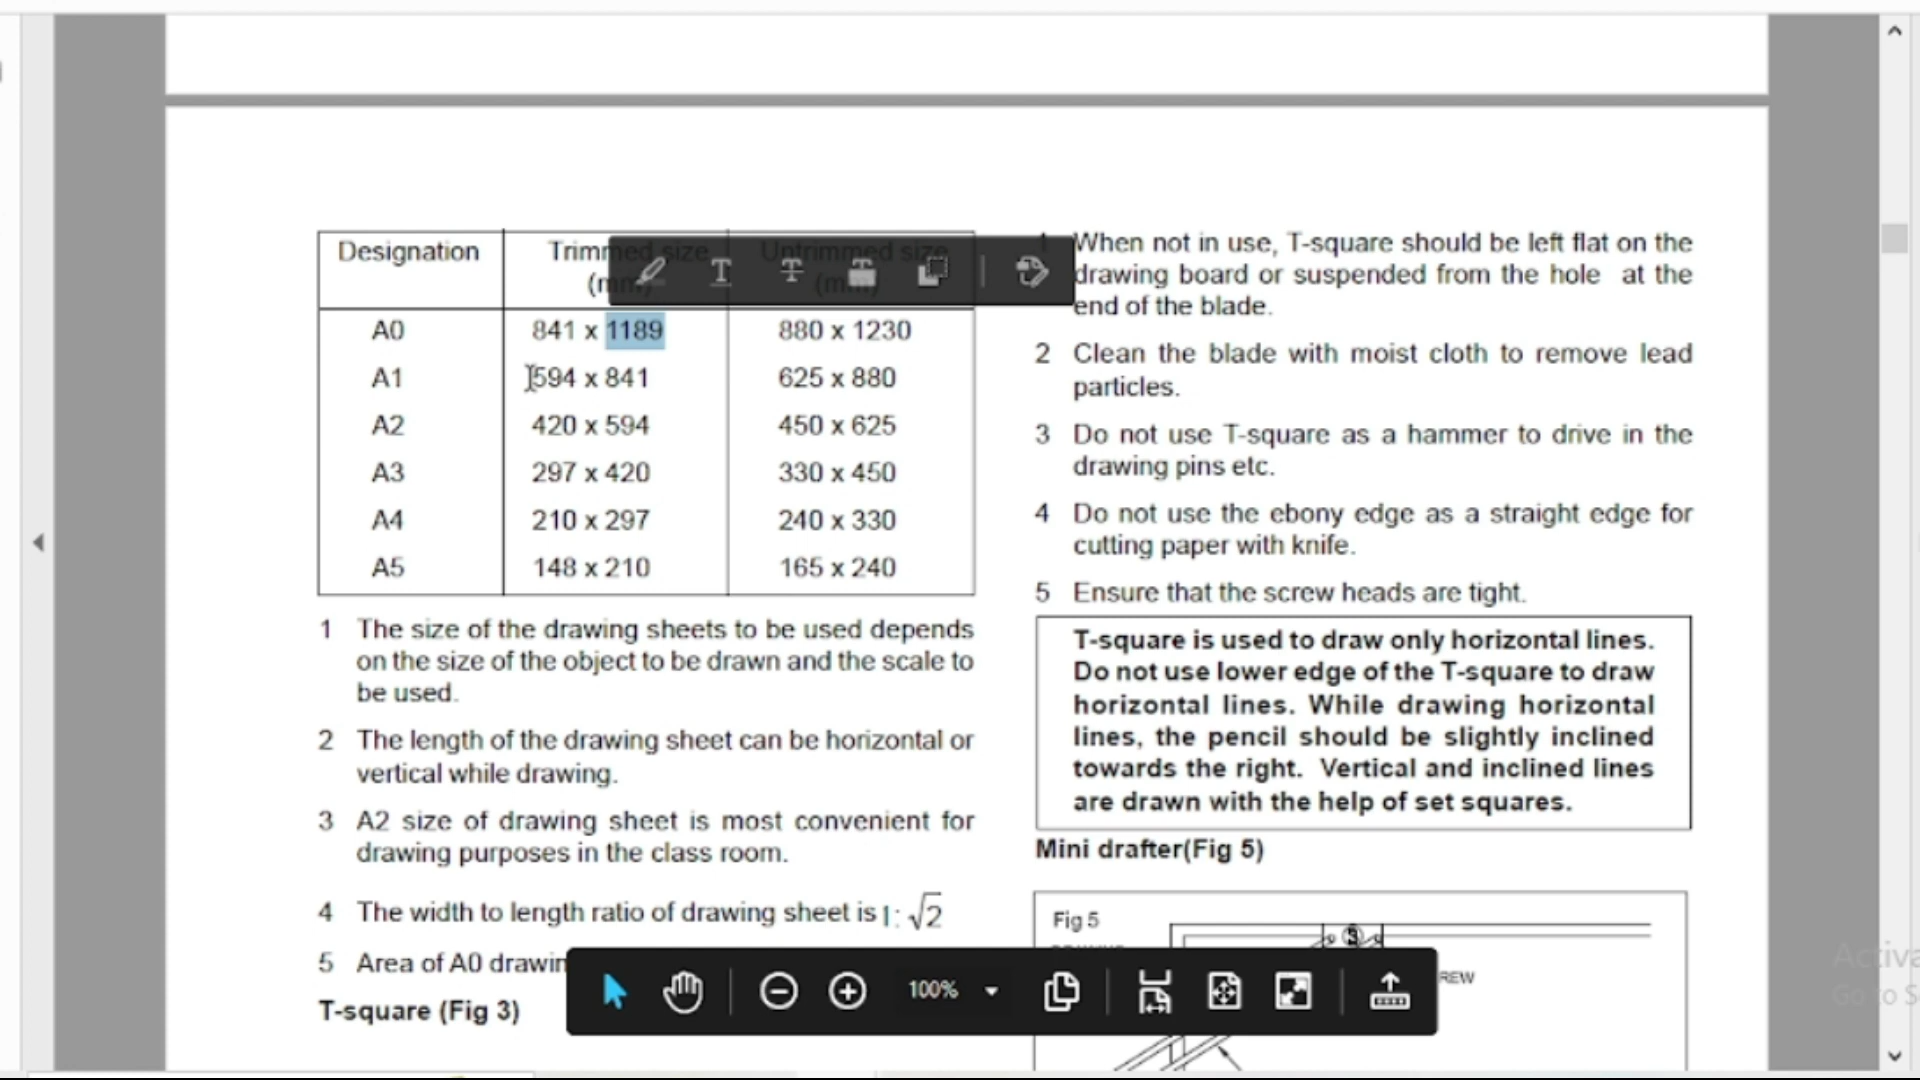 Designation Trimmed size Untrimmed size
(mm) (mm)
A0 841 x 1189 880 x 1230
A1 594 x 841 625 x 880
A2 420 x 594 450 x 625
A3 297 x 420 330 x 450
A4 210 x 297 240 x 330
A5 148 x 210 165 x 240
1 The size of the drawing sheets to be used depends
on the size of the object to be drawn and the scale to
be used.
2 The length of the drawing sheet can be horizontal or
vertical while drawing.
3 A2 size of drawing sheet is most convenient for
drawing purposes in the class room.
4 The width to length ratio of drawing sheet is 1: √2
5 Area of A0
T-square (Fig 3)
1 When not in use, T-square should be left flat on the
drawing board or suspended from the hole at the
end of the blade.
2 Clean the blade with moist cloth to remove lead
particles.
3 Do not use T-square as a hammer to drive in the
drawing pins etc.
4 Do not use the ebony edge as a straight edge for
cutting paper with knife.
5 Ensure that the screw heads are tight.
T-square is used to draw only horizontal lines.
Do not use lower edge of the T-square to draw
horizontal lines. While drawing horizontal
lines, the pencil should be slightly inclined
towards the right. Vertical and inclined lines
are drawn with the help of set squares.
Mini drafter(Fig 5)
Fig 5
100%